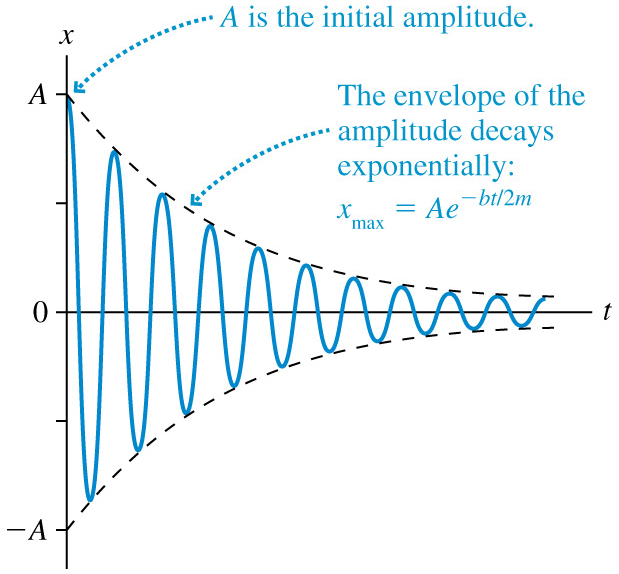 A is the initial amplitude.
x
A
The envelope of the
amplitude decays
exponentially:
x_max = Ae^−bt/2m
0
t
−A